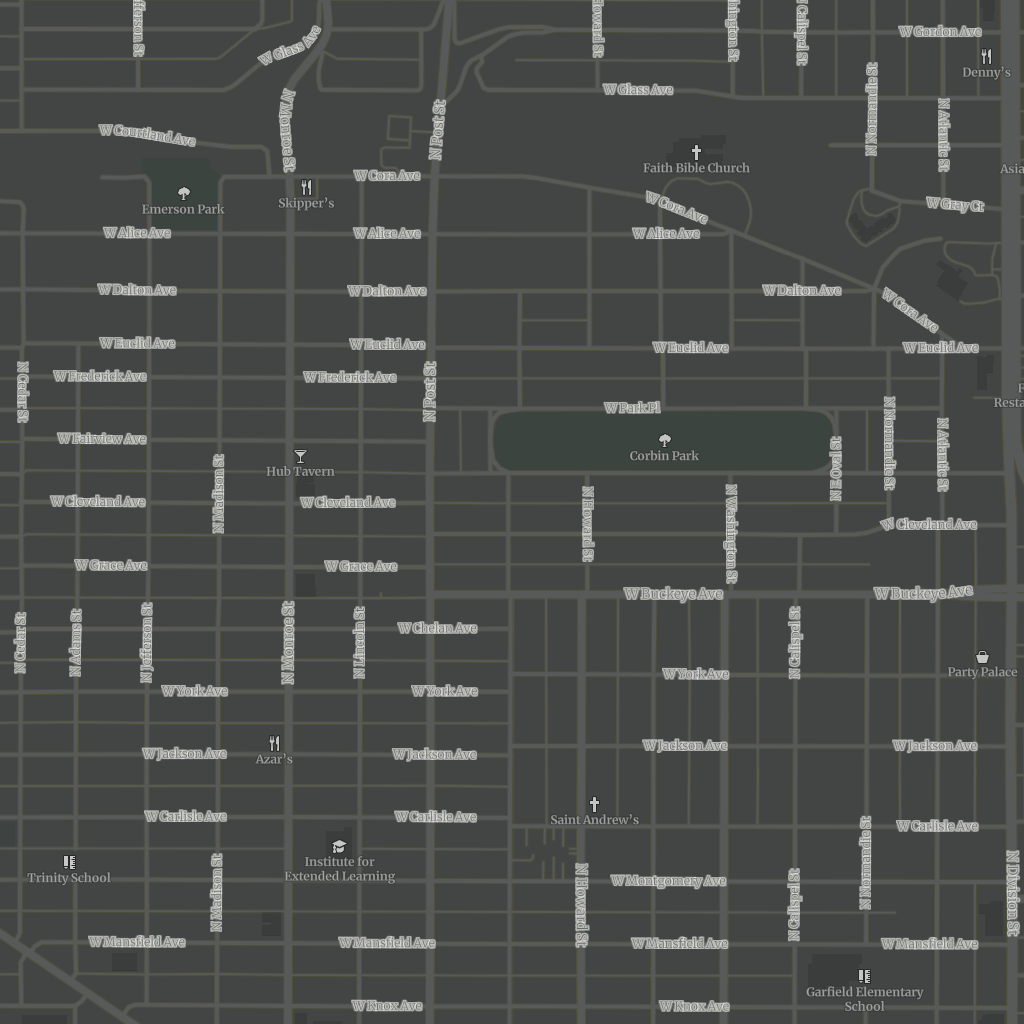 N Howard St
N Calispel St
W Gordon Ave
W Glass Ave
Denny's
N Normandie St
W Glass Ave
N Monroe St
N Post St
N Atlantic St
W Courtland Ave
Faith Bible Church
W Cora Ave
Skipper's
Emerson Park
W Cora Ave
W Gray Ct
W Alice Ave
W Alice Ave
W Alice Ave
W Dalton Ave
W Dalton Ave
W Dalton Ave
W Cora Ave
W Euclid Ave
W Euclid Ave
W Euclid Ave
W Euclid Ave
N Cedar St
W Frederick Ave
W Frederick Ave
N Post St
W Park Pl
N Normandie St
N Atlantic St
W Fairview Ave
Corbin Park
E Oval St
Hub Tavern
N Madison St
W Cleveland Ave
W Cleveland Ave
N Howard St
N Washington St
W Cleveland Ave
W Grace Ave
W Grace Ave
W Buckeye Ave
W Buckeye Ave
N Cedar St
N Adams St
N Jefferson St
N Monroe St
N Lincoln St
W Chelan Ave
N Calispel St
Party Palace
W York Ave
W York Ave
W York Ave
W Jackson Ave
Azar's
W Jackson Ave
W Jackson Ave
W Jackson Ave
W Carlisle Ave
W Carlisle Ave
Saint Andrew's
W Carlisle Ave
Trinity School
Institute for
Extended Learning
N Madison St
N Howard St
W Montgomery Ave
N Calispel St
N Normandie St
N Division St
W Mansfield Ave
W Mansfield Ave
W Mansfield Ave
W Mansfield Ave
Garfield Elementary
School
W Knox Ave
W Knox Ave